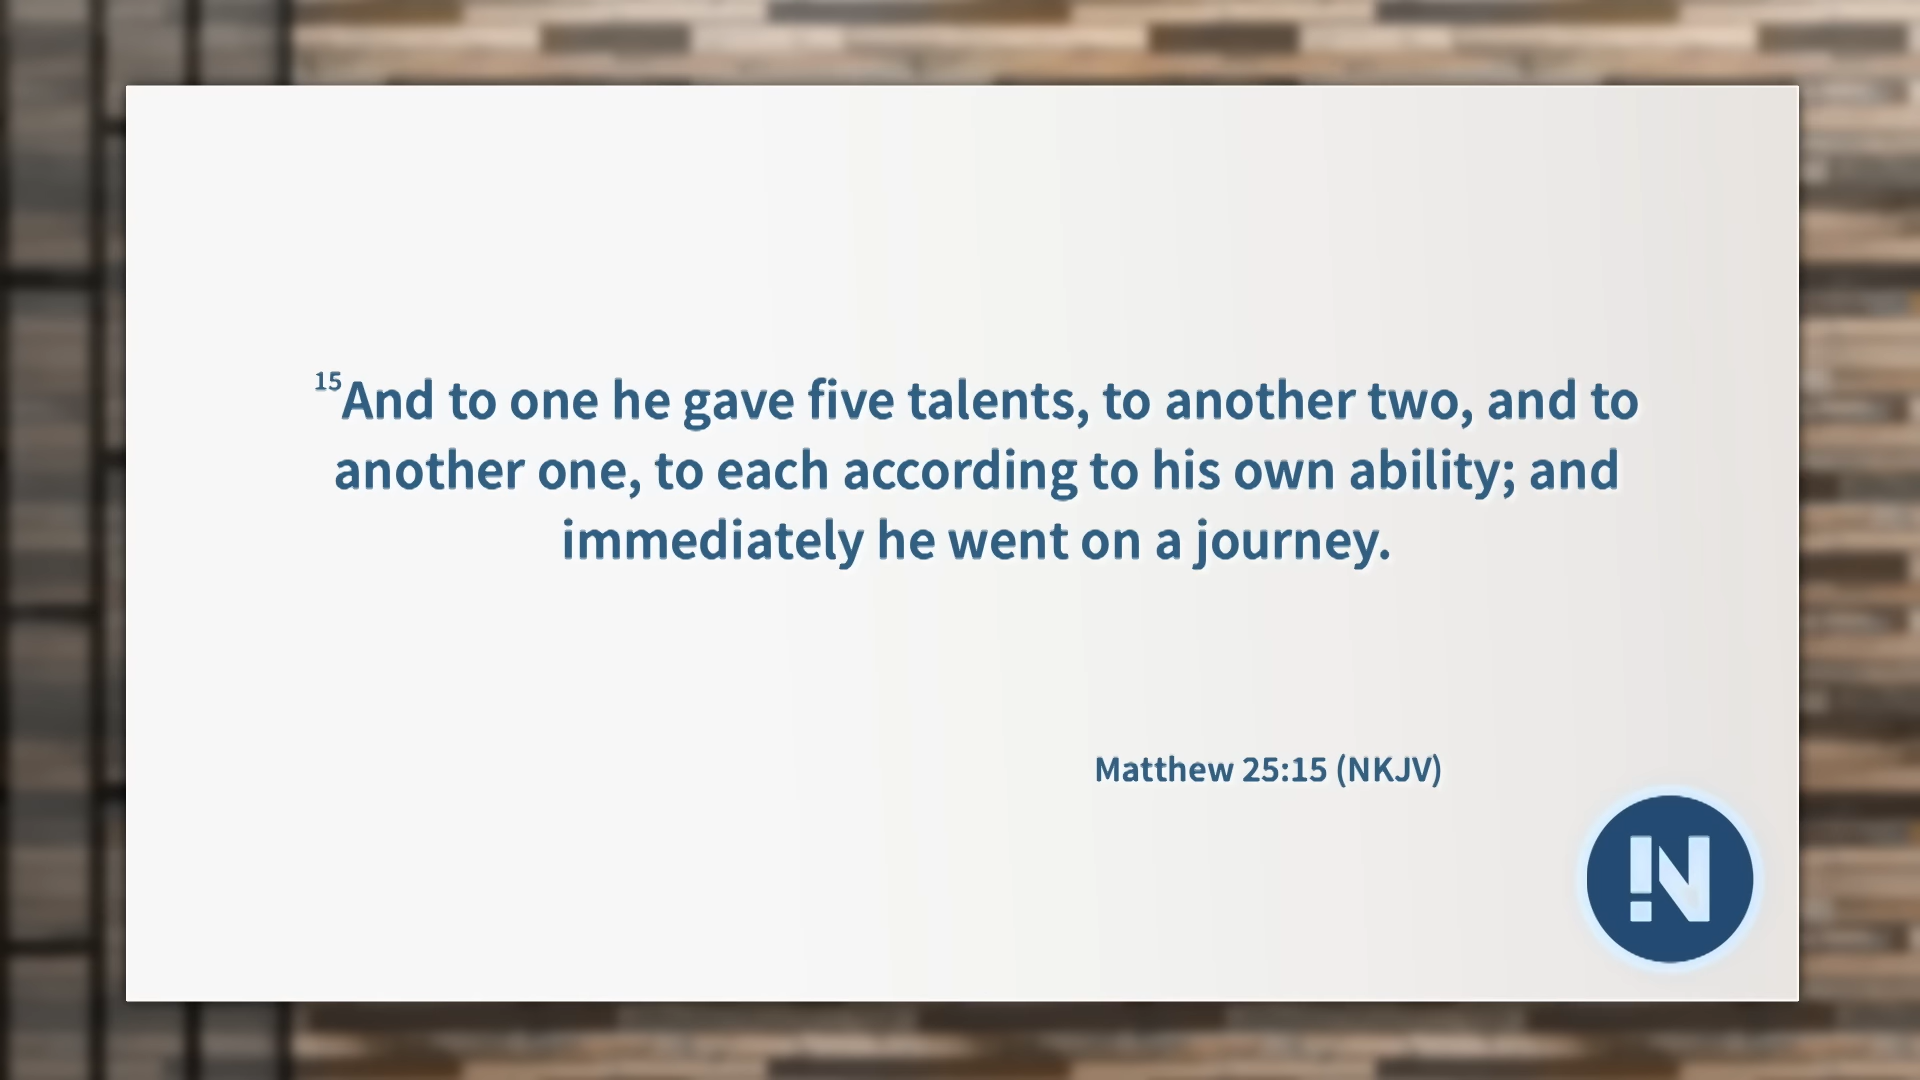 15And to one he gave five talents, to another two, and to
another one, to each according to his own ability; and
immediately he went on a journey.
Matthew 25:15 (NKJV)
N